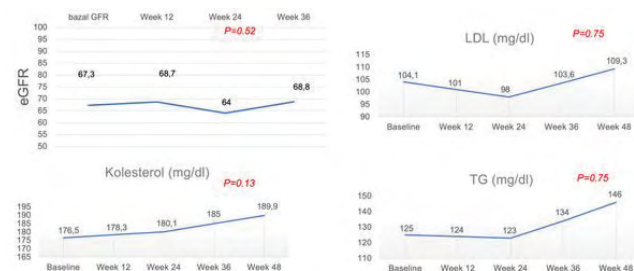 bazal GFR Week 12 Week 24 Week 36
P=0.52
eGFR
100
95
90
85
80
75
70
65
60
55
50
67,3 68,7 64 68,8
LDL (mg/dl)
P=0.75
115
110
105
100
95
90
104,1 101 98 103,6 109,3
Baseline Week 12 Week 24 Week 36 Week 48
Kolesterol (mg/dl)
P=0.13
195
190
185
180
175
170
165
176,5 178,3 180,1 185 189,9
Baseline Week 12 Week 24 Week 36 Week 48
TG (mg/dl)
P=0.75
150
140
130
120
110
125 124 123 134 146
Baseline Week 12 Week 24 Week 36 Week 48